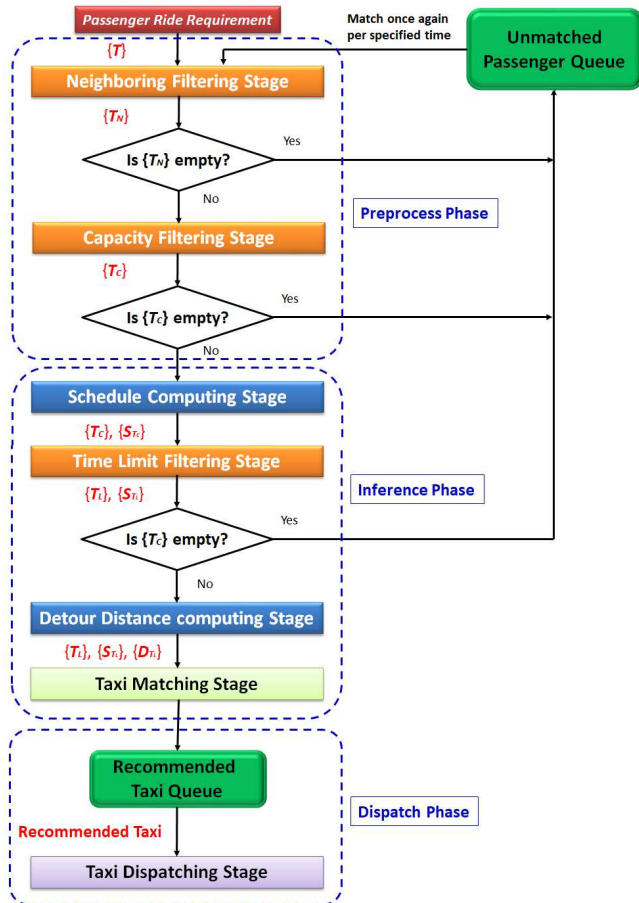 Passenger Ride Requirement
Match once again
per specified time
Unmatched
Passenger Queue
{T}
Neighboring Filtering Stage
{TN}
Is {TN} empty?
Yes
No
Preprocess Phase
Capacity Filtering Stage
{TC}
Is {TC} empty?
Yes
No
Schedule Computing Stage
{TC}, {STC}
Time Limit Filtering Stage
{TL}, {STL}
Inference Phase
Is {TC} empty?
Yes
No
Detour Distance computing Stage
{TL}, {STL}, {DTL}
Taxi Matching Stage
Recommended
Taxi Queue
Dispatch Phase
Recommended Taxi
Taxi Dispatching Stage